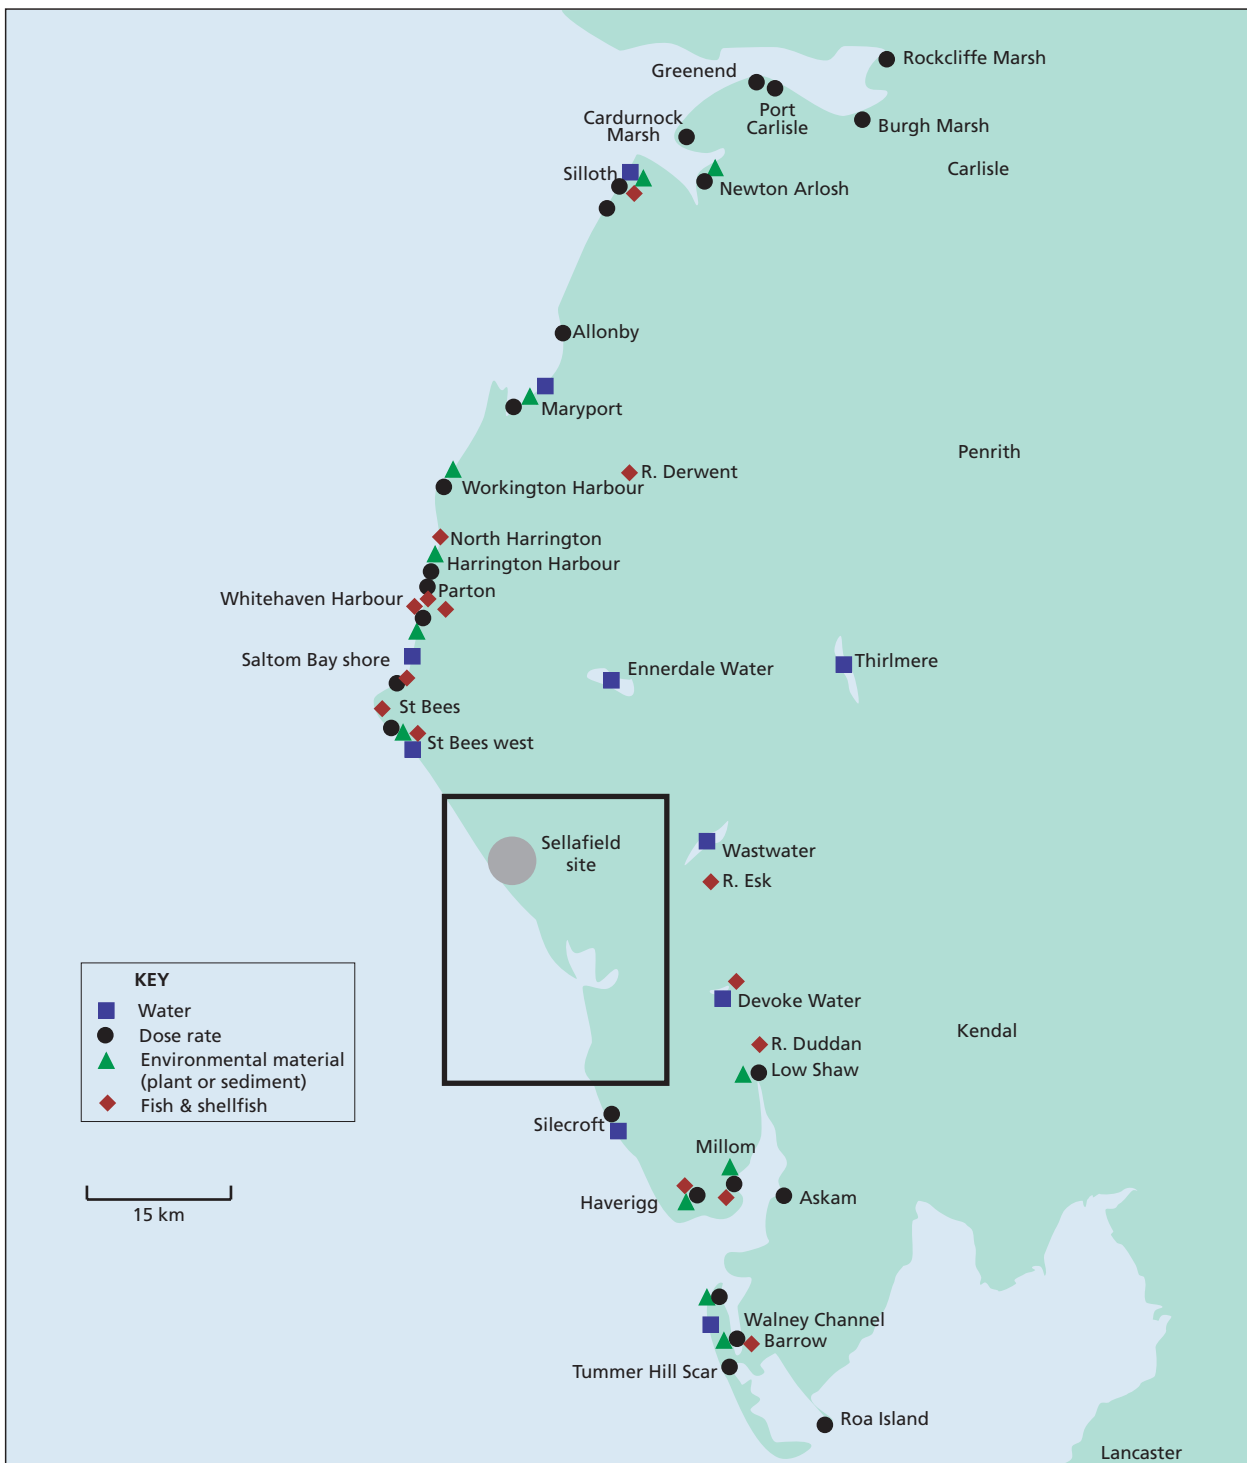 Rockcliffe Marsh
Greenend
Port
Carlisle
Cardurnock
Marsh
Burgh Marsh
Carlisle
Silloth
Newton Arlosh
Allonby
Maryport
Penrith
R. Derwent
Workington Harbour
North Harrington
Harrington Harbour
Parton
Whitehaven Harbour
Saltom Bay shore
Ennerdale Water
Thirlmere
St Bees
St Bees west
Sellafield
site
Wastwater
R. Esk
KEY
Water
Dose rate
Environmental material
(plant or sediment)
Fish & shellfish
Devoke Water
Kendal
R. Duddan
Low Shaw
Silecroft
Millom
Haverigg
Askam
15 km
Walney Channel
Barrow
Tummer Hill Scar
Roa Island
Lancaster